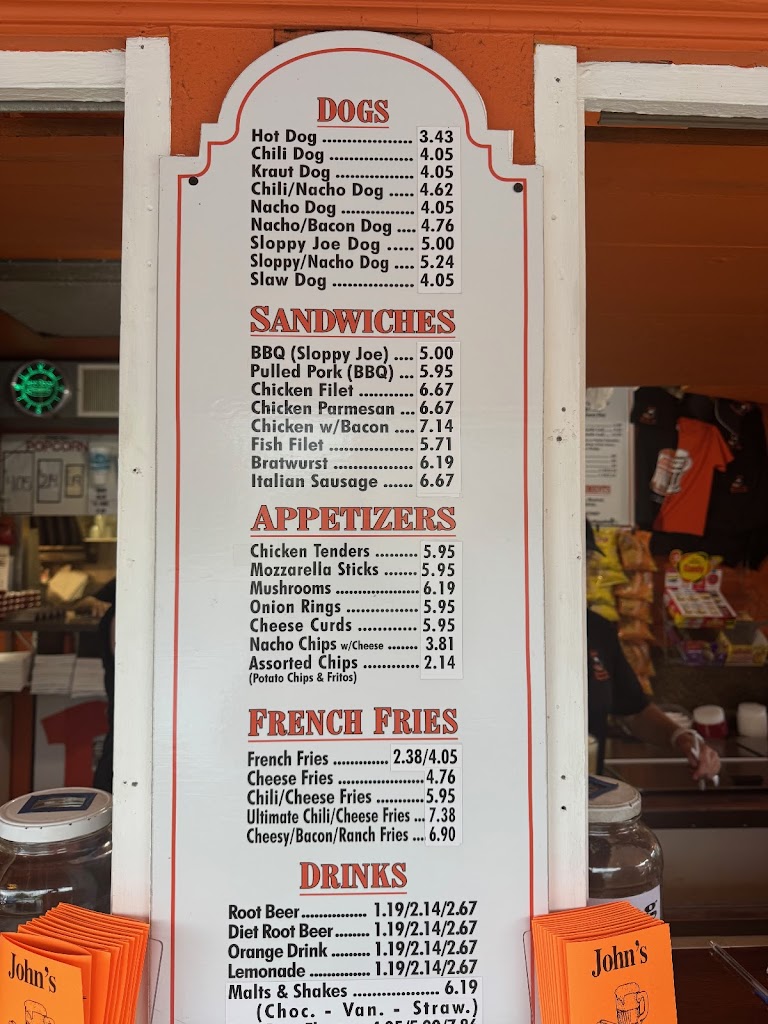 DOGS
Hot Dog .................. 3.43
Chili Dog ................. 4.05
Kraut Dog ................ 4.05
Chili/Nacho Dog ..... 4.62
Nacho Dog ............... 4.05
Nacho/Bacon Dog .... 4.76
Sloppy Joe Dog ..... 5.00
Sloppy/Nacho Dog .... 5.24
Slaw Dog ................. 4.05
SANDWICHES
BBQ (Sloppy Joe) .... 5.00
Pulled Pork (BBQ) ... 5.95
Chicken Filet ........... 6.67
Chicken Parmesan ... 6.67
Chicken w/Bacon .... 7.14
Fish Filet ................. 5.71
Bratwurst ................ 6.19
Italian Sausage ...... 6.67
APPETIZERS
Chicken Tenders ......... 5.95
Mozzarella Sticks ....... 5.95
Mushrooms .................. 6.19
Onion Rings ............... 5.95
Cheese Curds ............. 5.95
Nacho Chips w/Cheese ....... 3.81
Assorted Chips ............ 2.14
(Potato Chips & Fritos)
FRENCH FRIES
French Fries ............. 2.38/4.05
Cheese Fries .....................4.76
Chili/Cheese Fries ...........5.95
Ultimate Chili/Cheese Fries ... 7.38
Cheesy/Bacon/Ranch Fries ... 6.90
DRINKS
Root Beer................ 1.19/2.14/2.67
Diet Root Beer........ 1.19/2.14/2.67
Orange Drink ......... 1.19/2.14/2.67
Lemonade .............. 1.19/2.14/2.67
Malts & Shakes .................... 6.19
(Choc. - Van. - Straw.)
POPCORN
John's
John's